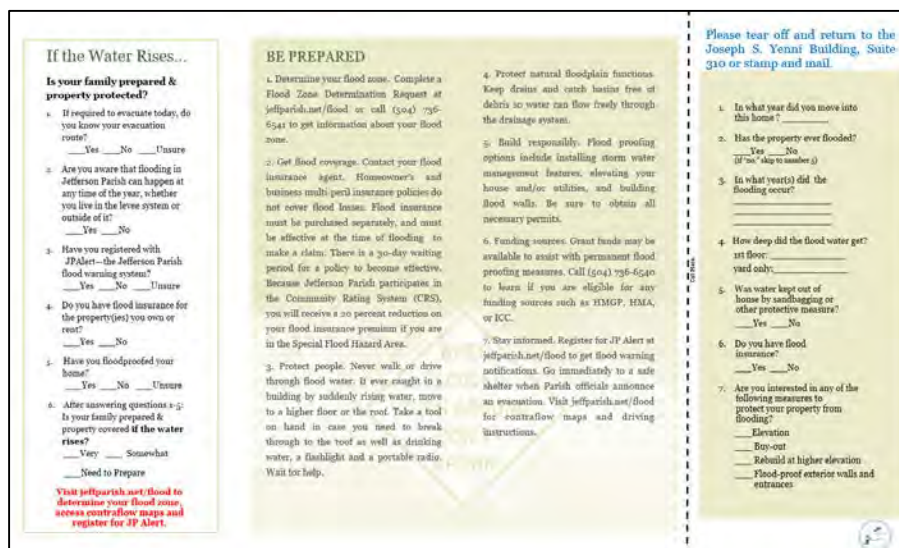 If the Water Rises...
Is your family prepared &
property protected?
1. If required to evacuate today, do
you know your evacuation
route?
___Yes ___No ___Unsure
2. Are you aware that flooding in
Jefferson Parish can happen at
any time of the year, whether
you live in the levee system or
outside of it?
___Yes ___No
3. Have you registered with
JPAlert—the Jefferson Parish
flood warning system?
___Yes ___No ___Unsure
4. Do you have flood insurance for
the property(ies) you own or
rent?
___Yes ___No
5. Have you floodproofed your
home?
___Yes ___No ___Unsure
6. After answering questions 1-5:
Is your family prepared &
property covered if the water
rises?
___Very ___ Somewhat
___Need to Prepare
Visit jeffparish.net/flood to
determine your flood zone,
access contraflow maps and
register for JP Alert.
BE PREPARED
1. Determine your flood zone. Complete a
Flood Zone Determination Request at
jeffparish.net/flood or call (504) 736-
6541 to get information about your flood
zone.
2. Get flood coverage. Contact your flood
insurance agent. Homeowner's and
business multi peril insurance policies do
not cover flood losses. Flood insurance
must be purchased separately, and must
be effective at the time of flooding to
make a claim. There is a 30-day waiting
period for a policy to become effective.
Because Jefferson Parish participates in
the Community Rating System (CRS),
you will receive a 20 percent reduction on
your flood insurance premium if you are
in the Special Flood Hazard Area.
3. Protect people. Never walk or drive
through flood water. If ever caught in a
building by suddenly rising water, move
to a higher floor or the roof. Take a tool
on hand in case you need to break
through to the roof as well as drinking
water, a flashlight and a portable radio.
Wait for help.
4. Protect natural floodplain functions.
Keep drains and catch basins free of
debris so water can flow freely through
the drainage system.
5. Build responsibly. Flood proofing
options include installing storm water
management features, elevating your
house and/or utilities, and building
flood walls. Be sure to obtain all
necessary permits.
6. Funding sources. Grant funds may be
available to assist with permanent flood
proofing measures. Call (504) 736-6540
to learn if you are eligible for any
funding sources such as HMGP, HMA,
or ICC.
7. Stay informed. Register for JP Alert at
jeffparish.net/flood to get flood warning
notifications. Go immediately to a safe
shelter when Parish officials announce
an evacuation. Visit jeffparish.net/flood
for contraflow maps and driving
instructions.
Please tear off and return to the
Joseph S. Yenni Building, Suite
310 or stamp and mail.
1. In what year did you move into
this home? __________
2. Has the property ever flooded?
___Yes ___No
(if "no," skip to number 5)
3. In what year(s) did the
flooding occur?
4. How deep did the flood water get?
1st floor: ______________
yard only: ______________
5. Was water kept out of
house by sandbagging or
other protective measure?
___Yes ___No
6. Do you have flood
insurance?
___Yes ___No
7. Are you interested in any of the
following measures to
protect your property from
flooding?
___Elevation
___Buy-out
___Rebuild at higher elevation
___Flood-proof exterior walls and
entrances